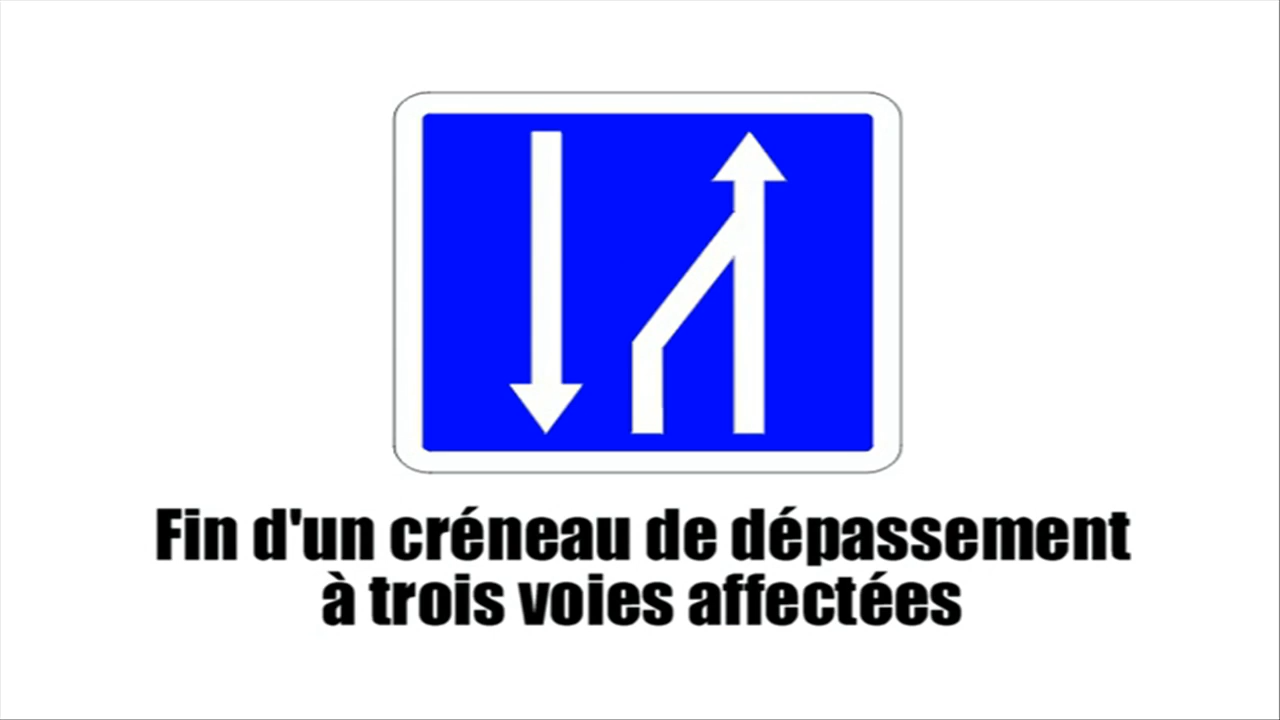 Fin d'un créneau de dépassement
à trois voies affectées